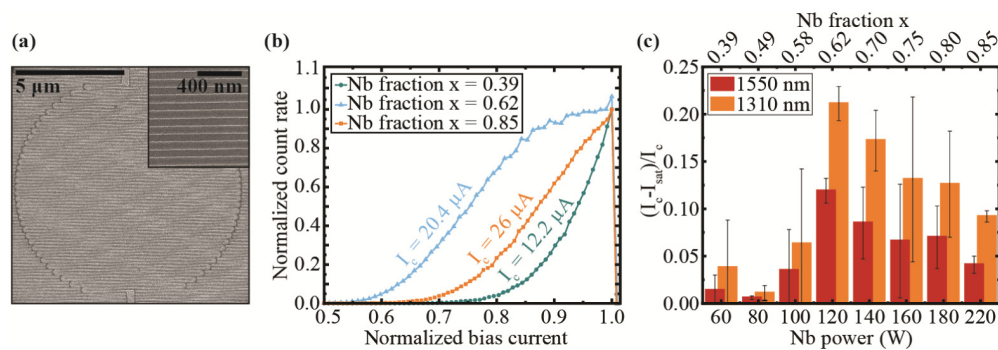 (a)
5 µm
400 nm
(b)
Nb fraction x = 0.39
Nb fraction x = 0.62
Nb fraction x = 0.85
I_c = 20.4 µA
I_c = 26 µA
I_c = 12.2 µA
1.0
1.0
0.8
0.6
0.4
0.2
0.0
0.5 0.6 0.7 0.8 0.9 1.0
Normalized count rate
Normalized bias current
(c)
Nb fraction x
0.39 0.49 0.58 0.62 0.70 0.75 0.80 0.85
1550 nm
1310 nm
0.25
0.20
0.15
0.10
0.05
0.00
(I_c-I_sat)/I_c
60 80 100 120 140 160 180 220
Nb power (W)